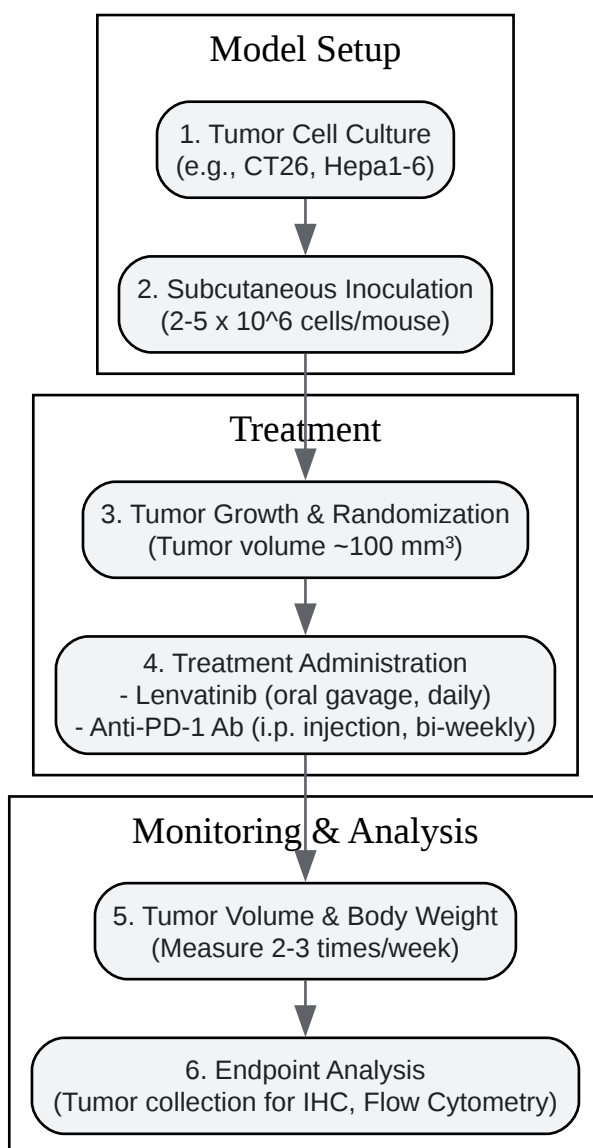 Model Setup
1. Tumor Cell Culture
(e.g., CT26, Hepa1-6)
2. Subcutaneous Inoculation
(2-5 x 10^6 cells/mouse)
Treatment
3. Tumor Growth & Randomization
(Tumor volume ~100 mm³)
4. Treatment Administration
- Lenvatinib (oral gavage, daily)
- Anti-PD-1 Ab (i.p. injection, bi-weekly)
Monitoring & Analysis
5. Tumor Volume & Body Weight
(Measure 2-3 times/week)
6. Endpoint Analysis
(Tumor collection for IHC, Flow Cytometry)